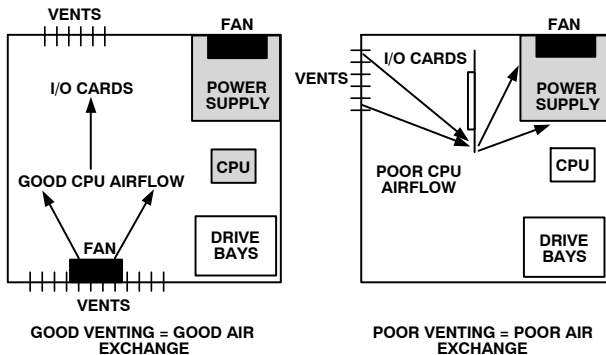 VENTS
FAN
I/O CARDS
POWER
SUPPLY
GOOD CPU AIRFLOW
CPU
FAN
DRIVE
BAYS
VENTS
GOOD VENTING = GOOD AIR
EXCHANGE
FAN
VENTS
I/O CARDS
POWER
SUPPLY
POOR CPU
AIRFLOW
CPU
DRIVE
BAYS
POOR VENTING = POOR AIR
EXCHANGE